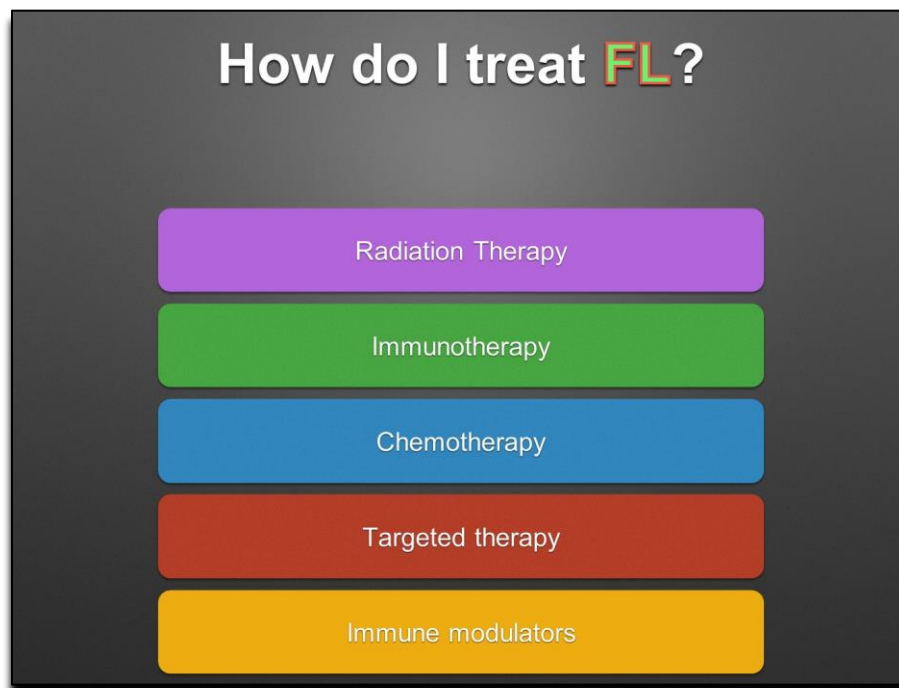 How do I treat FL?
Radiation Therapy
Immunotherapy
Chemotherapy
Targeted therapy
Immune modulators